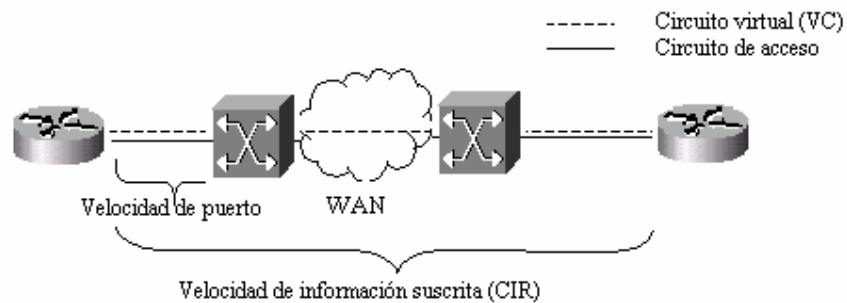 Circuito virtual (VC)
Circuito de acceso
Velocidad de puerto
WAN
Velocidad de información suscrita (CIR)